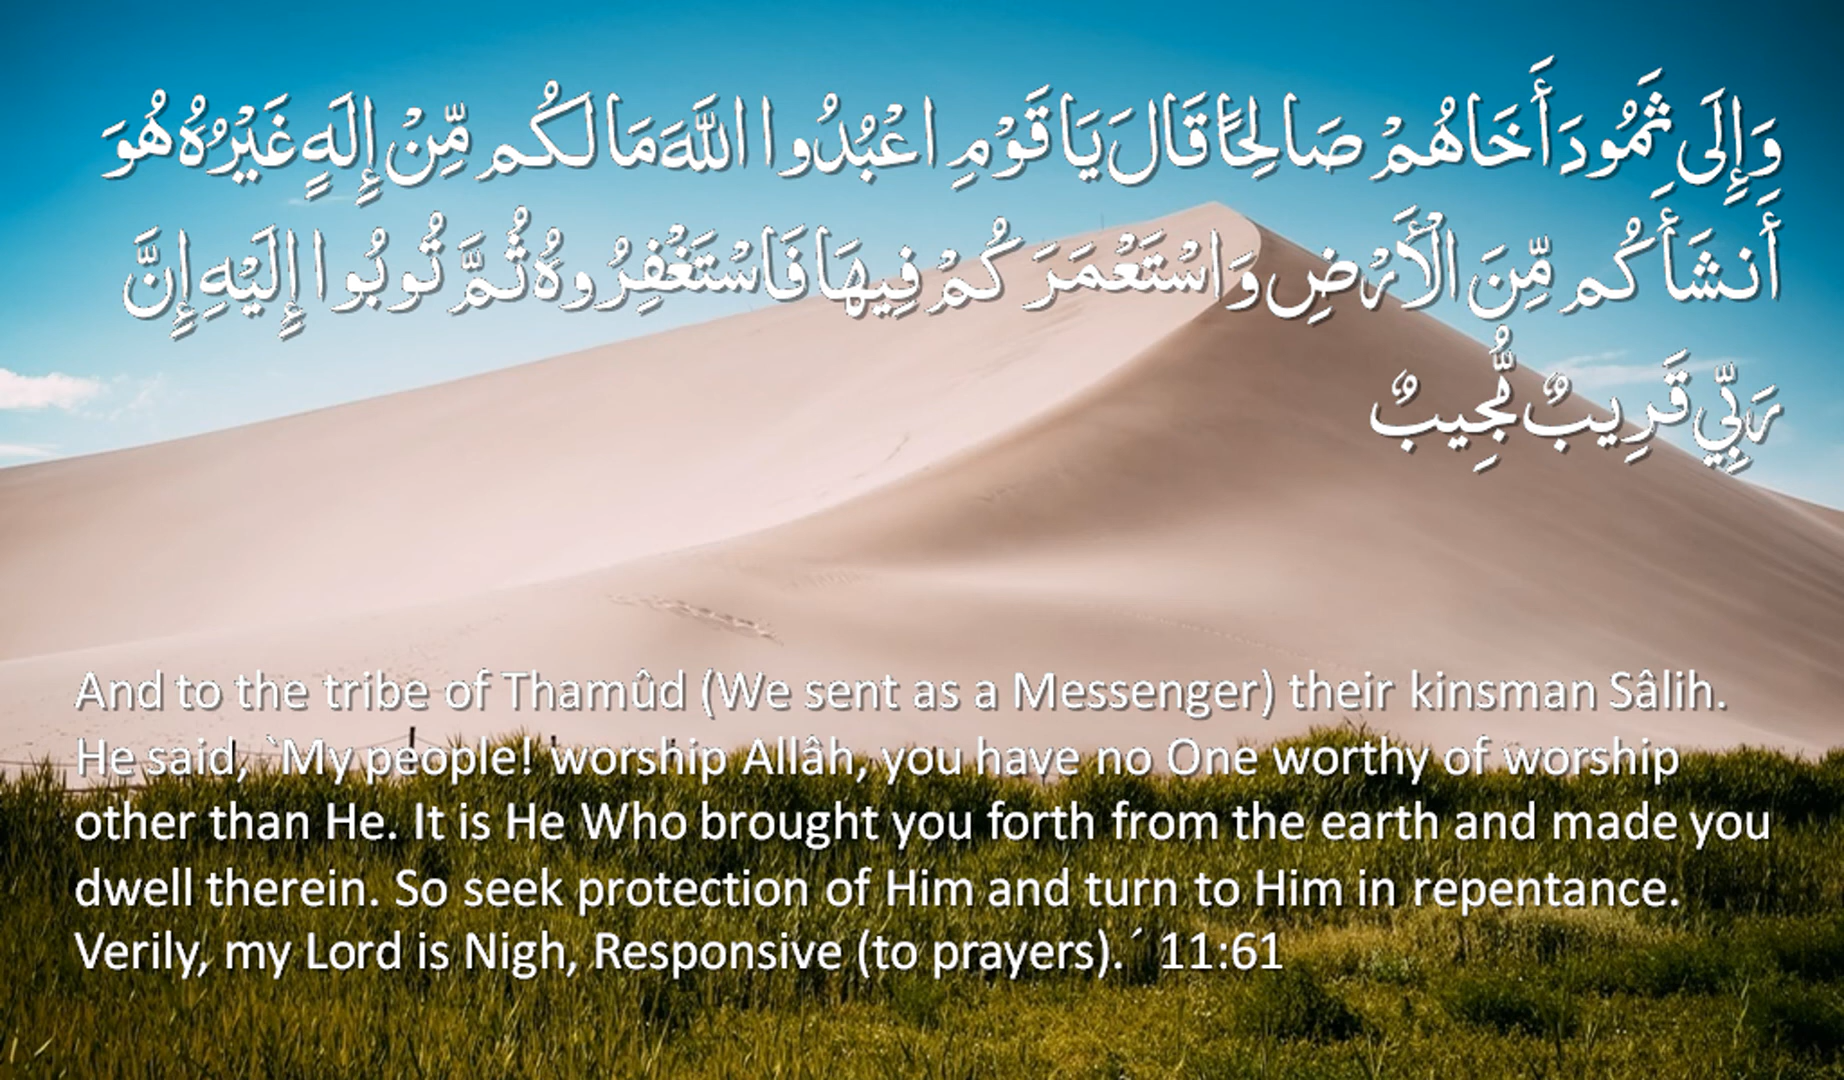 وَإِلَى ثَمُودَ أَخَاهُمْ صَالِحًا قَالَ يَا قَوْمِ اعْبُدُوا اللَّهَ مَا لَكُم مِّنْ إِلَهٍ غَيْرُهُ هُوَ
أَنشَأَكُم مِّنَ الْأَرْضِ وَاسْتَعْمَرَكُمْ فِيهَا فَاسْتَغْفِرُوهُ ثُمَّ تُوبُوا إِلَيْهِ إِنَّ
رَبِّي قَرِيبٌ مُّجِيبٌ
And to the tribe of Thamûd (We sent as a Messenger) their kinsman Sâlih.
He said, `My people! worship Allâh, you have no One worthy of worship
other than He. It is He Who brought you forth from the earth and made you
dwell therein. So seek protection of Him and turn to Him in repentance.
Verily, my Lord is Nigh, Responsive (to prayers).´ 11:61